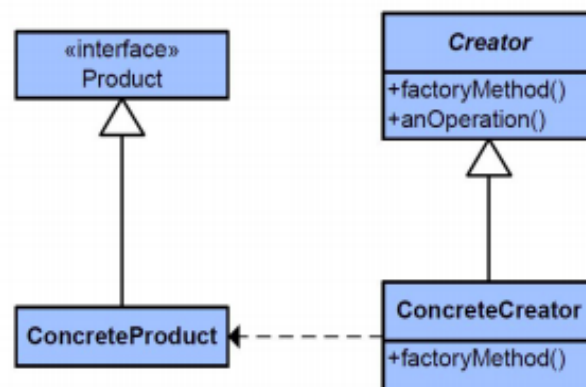 «interface»
Product
Creator
+factoryMethod()
+anOperation()
ConcreteProduct
ConcreteCreator
+factoryMethod()